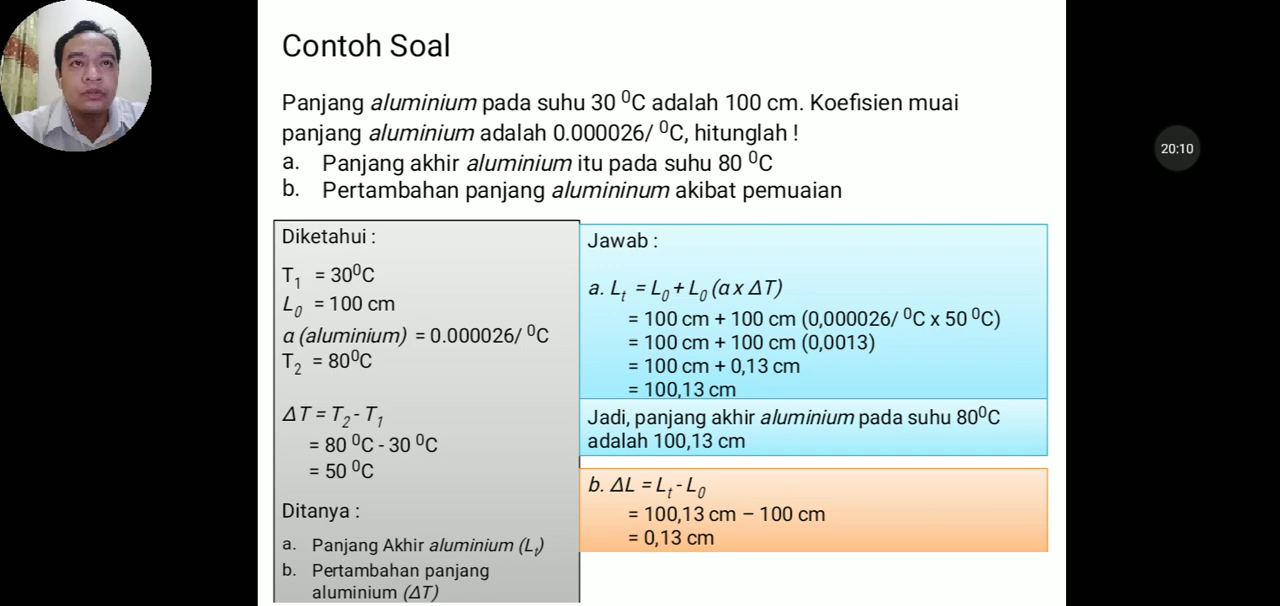 Contoh Soal
Panjang aluminium pada suhu 30 ⁰C adalah 100 cm. Koefisien muai
panjang aluminium adalah 0.000026/ ⁰C, hitunglah !
a. Panjang akhir aluminium itu pada suhu 80 ⁰C
b. Pertambahan panjang alumininum akibat pemuaian
Diketahui :
T₁ = 30⁰C
L₀ = 100 cm
α (aluminium) = 0.000026/ ⁰C
T₂ = 80⁰C
ΔT = T₂ - T₁
= 80 ⁰C - 30 ⁰C
= 50 ⁰C
Ditanya :
a. Panjang Akhir aluminium (Lₜ)
b. Pertambahan panjang
aluminium (ΔT)
Jawab :
a. Lₜ = L₀ + L₀ (α x ΔT)
= 100 cm + 100 cm (0,000026/ ⁰C x 50 ⁰C)
= 100 cm + 100 cm (0,0013)
= 100 cm + 0,13 cm
= 100,13 cm
Jadi, panjang akhir aluminium pada suhu 80⁰C
adalah 100,13 cm
b. ΔL = Lₜ - L₀
= 100,13 cm – 100 cm
= 0,13 cm
20:10